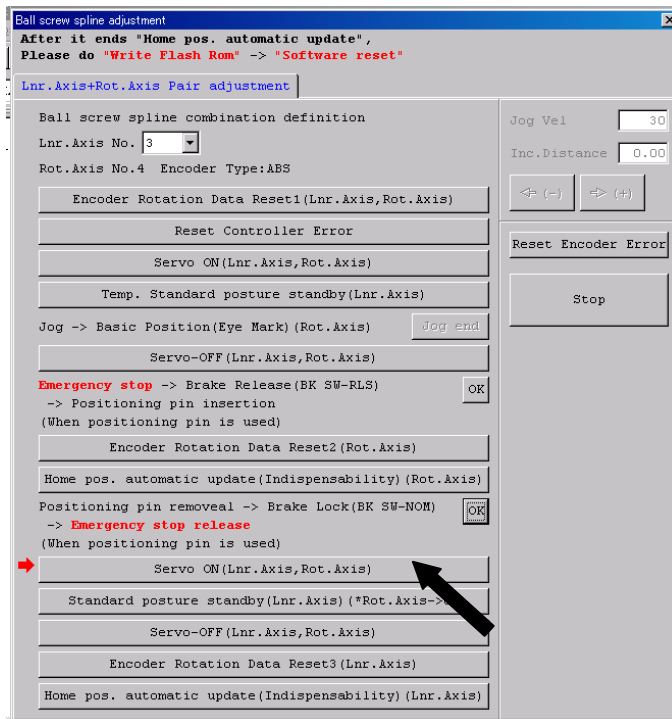 Ball screw spline adjustment
After it ends "Home pos. automatic update",
Please do "Write Flash Rom" -> "Software reset"
Lnr.Axis+Rot.Axis Pair adjustment
Ball screw spline combination definition
Lnr.Axis No. 3
Rot.Axis No.4 Encoder Type:ABS
Encoder Rotation Data Reset1(Lnr.Axis,Rot.Axis)
Reset Controller Error
Servo ON(Lnr.Axis,Rot.Axis)
Temp. Standard posture standby(Lnr.Axis)
Jog -> Basic Position(Eye Mark)(Rot.Axis) Jog end
Servo-OFF(Lnr.Axis,Rot.Axis)
Emergency stop -> Brake Release(BK SW-RLS) OK
-> Positioning pin insertion
(When positioning pin is used)
Encoder Rotation Data Reset2(Rot.Axis)
Home pos. automatic update(Indispensability)(Rot.Axis)
Positioning pin removeal -> Brake Lock(BK SW-NOM) OK
-> Emergency stop release
(When positioning pin is used)
Servo ON(Lnr.Axis,Rot.Axis)
Standard posture standby(Lnr.Axis)(*Rot.Axis->
Servo-OFF(Lnr.Axis,Rot.Axis)
Encoder Rotation Data Reset3(Lnr.Axis)
Home pos. automatic update(Indispensability)(Lnr.Axis)
Jog Vel 30
Inc.Distance 0.00
(-) (+)
Reset Encoder Error
Stop